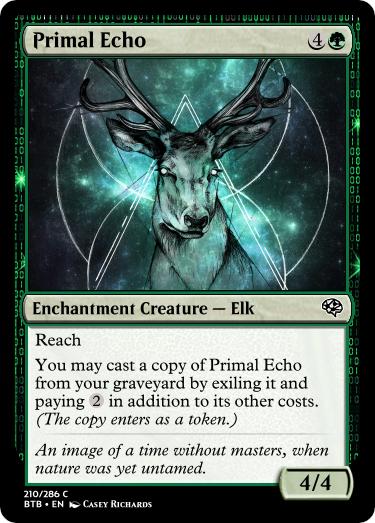 Primal Echo 4
Enchantment Creature — Elk
Reach
You may cast a copy of Primal Echo
from your graveyard by exiling it and
paying 2 in addition to its other costs.
(The copy enters as a token.)
An image of a time without masters, when
nature was yet untamed.
4/4
210/286 C
BTB • EN Casey Richards